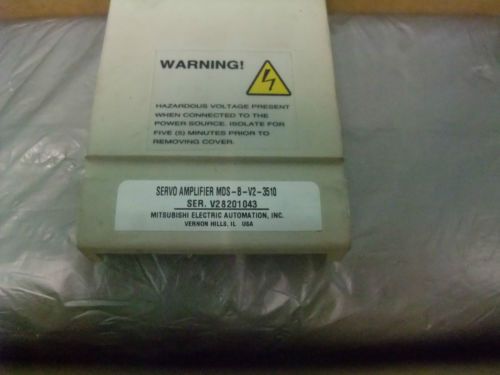 WARNING!
HAZARDOUS VOLTAGE PRESENT
WHEN CONNECTED TO THE
POWER SOURCE. ISOLATE FOR
FIVE (5) MINUTES PRIOR TO
REMOVING COVER.
SERVO AMPLIFIER MDS-B-V2-3510
SER. V28201043
MITSUBISHI ELECTRIC AUTOMATION, INC.
VERNON HILLS, IL USA